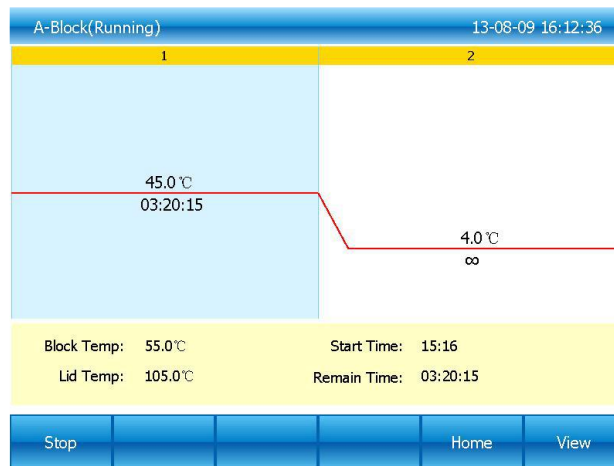 A-Block(Running) 13-08-09 16:12:36
1 2
45.0℃
03:20:15
4.0℃
∞
Block Temp: 55.0℃ Start Time: 15:16
Lid Temp: 105.0℃ Remain Time: 03:20:15
Stop Home View